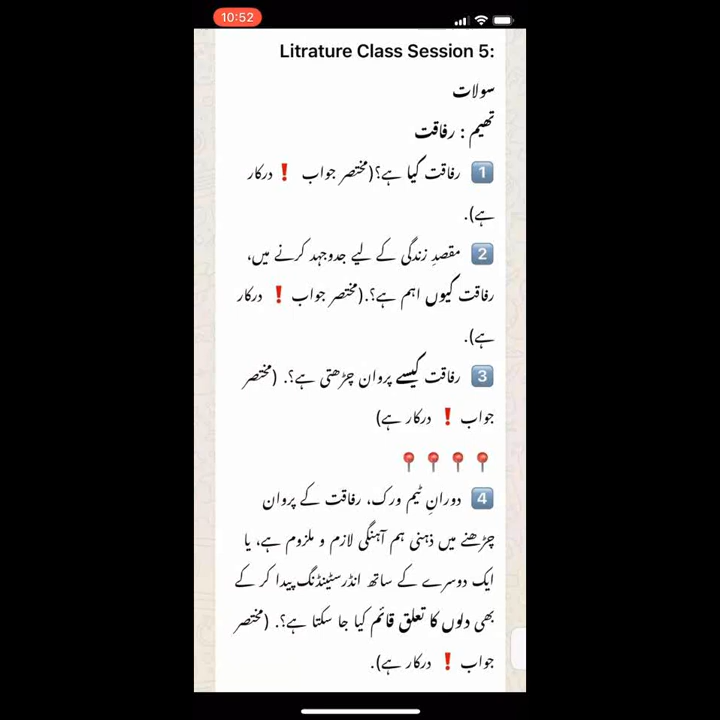 10:52
Litrature Class Session 5:
سولات
تھیم : رفاقت
1️⃣ رفاقت کیا ہے؟(مختصر جواب ❗ درکار
ہے).
2️⃣ مقصدِ زندگی کے لیے جدوجہد کرنے میں،
رفاقت کیوں اہم ہے؟.(مختصر جواب ❗ درکار
ہے).
3️⃣ رفاقت کیسے پروان چڑھتی ہے؟. (مختصر
جواب ❗ درکار ہے)
📍 📍 📍 📍
4️⃣ دورانِ ٹیم ورک، رفاقت کے پروان
چڑھنے میں ذہنی ہم آہنگی لازم و ملزوم ہے، یا
ایک دوسرے کے ساتھ انڈرسٹینڈنگ پیدا کر کے
بھی دلوں کا تعلق قائم کیا جا سکتا ہے؟. (مختصر
جواب ❗ درکار ہے).